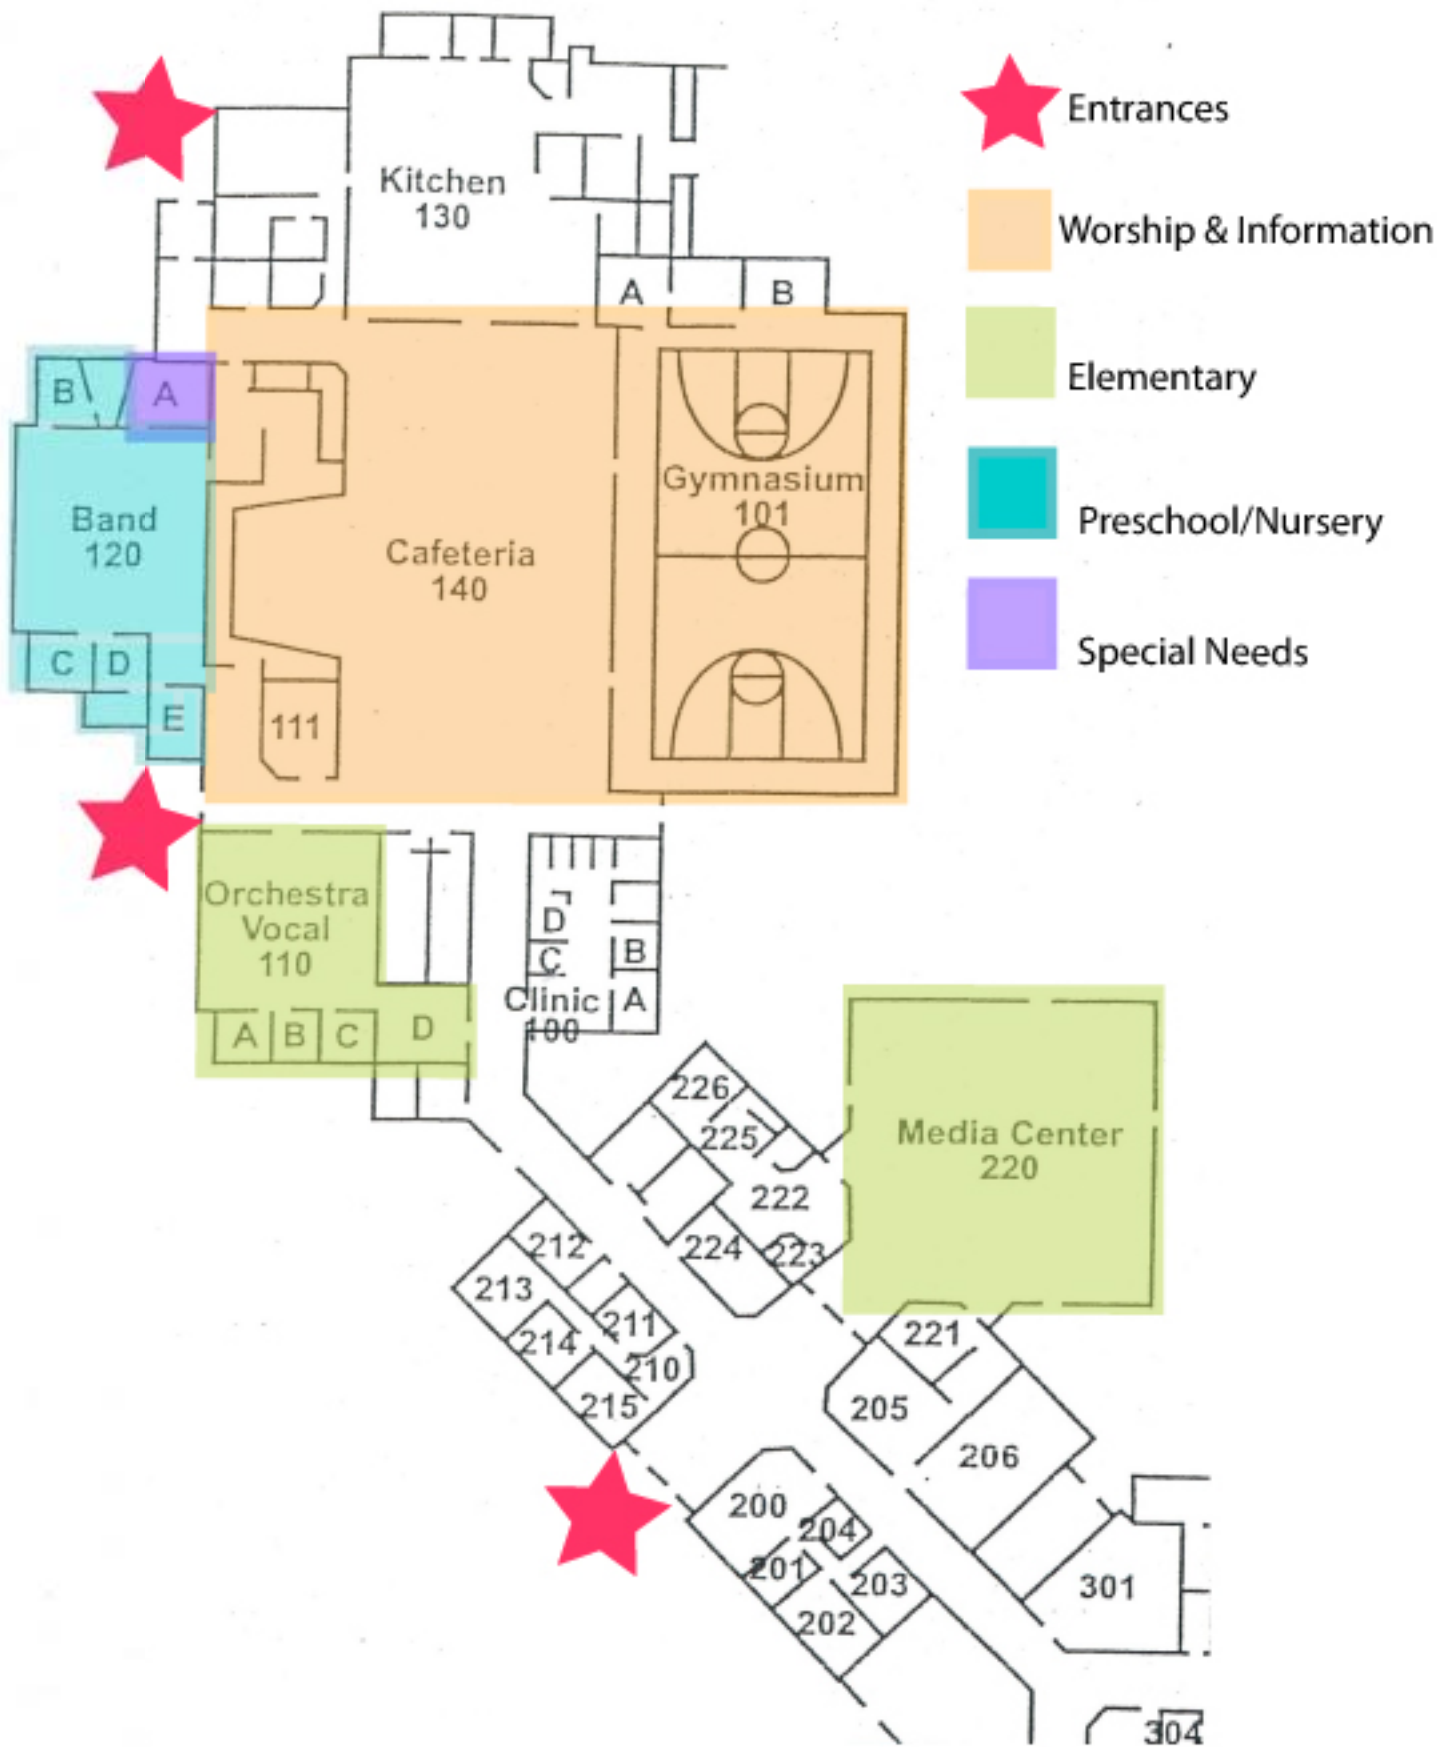 Entrances
Worship & Information
Elementary
Preschool/Nursery
Special Needs
Kitchen
130
A
B
B
A
Band
120
C
D
E
Cafeteria
140
111
Gymnasium
101
Orchestra
Vocal
110
A
B
C
D
D
C
B
A
Clinic
100
226
225
222
224
223
Media Center
220
212
213
211
214
210
215
221
205
206
200
204
201
203
202
301
304